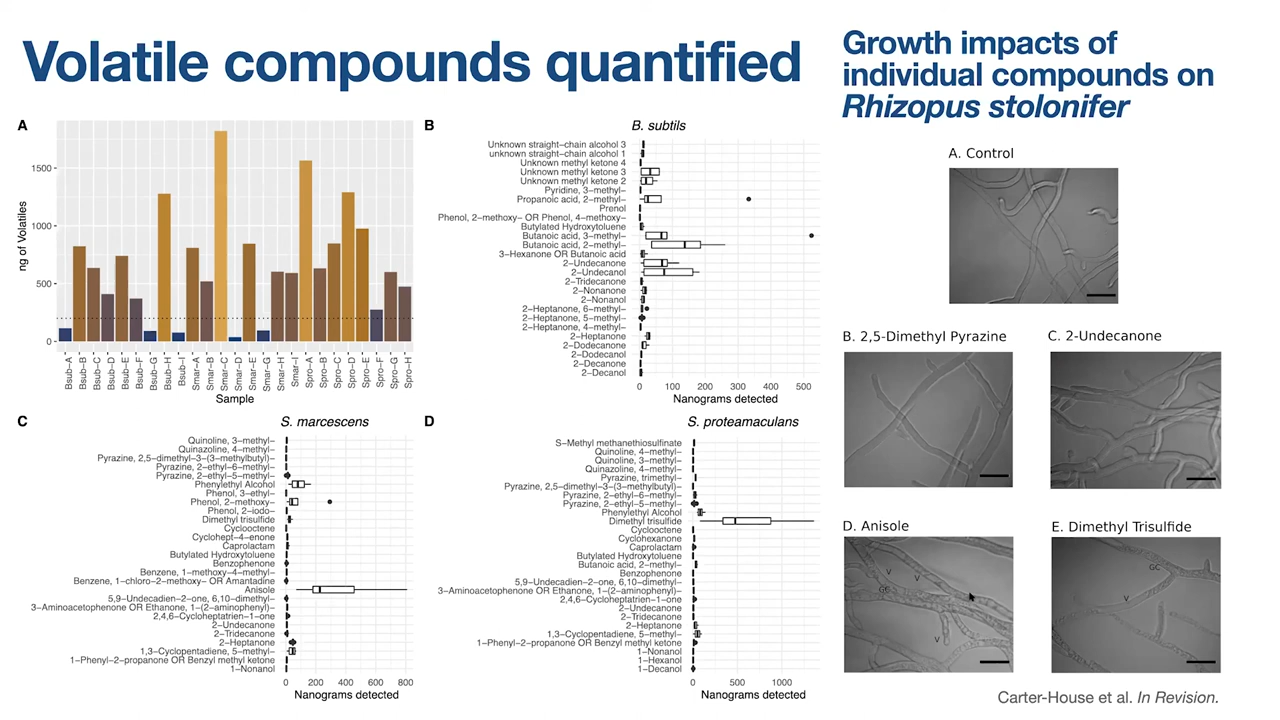 Volatile compounds quantified
Growth impacts of
individual compounds on
Rhizopus stolonifer
A
ng of Volatiles
1500
1000
500
0
Bsub−A
Bsub−B
Bsub−C
Bsub−D
Bsub−E
Bsub−F
Bsub−G
Bsub−H
Bsub−I
Smar−A
Smar−B
Smar−C
Smar−D
Smar−E
Smar−G
Smar−H
Smar−I
Spro−A
Spro−B
Spro−C
Spro−D
Spro−E
Spro−F
Spro−G
Spro−H
Sample
B
B. subtils
Unknown straight−chain alcohol 3
unknown straight−chain alcohol 1
Unknown methyl ketone 4
Unknown methyl ketone 3
Unknown methyl ketone 2
Pyridine, 3−methyl−
Propanoic acid, 2−methyl−
Prenol
Phenol, 2−methoxy− OR Phenol, 4−methoxy−
Butylated Hydroxytoluene
Butanoic acid, 3−methyl−
Butanoic acid, 2−methyl−
3−Hexanone OR Butanoic acid
2−Undecanone
2−Undecanol
2−Tridecanone
2−Nonanone
2−Nonanol
2−Heptanone, 6−methyl−
2−Heptanone, 5−methyl−
2−Heptanone, 4−methyl−
2−Heptanone
2−Dodecanone
2−Dodecanol
2−Decanone
2−Decanol
0 100 200 300 400 500
Nanograms detected
C
S. marcescens
Quinoline, 3−methyl−
Quinazoline, 4−methyl−
Pyrazine, 2,5−dimethyl−3−(3−methylbutyl)−
Pyrazine, 2−ethyl−6−methyl−
Pyrazine, 2−ethyl−5−methyl−
Phenylethyl Alcohol
Phenol, 3−ethyl−
Phenol, 2−methoxy−
Phenol, 2−iodo−
Dimethyl trisulfide
Cyclooctene
Cyclohept−4−enone
Caprolactam
Butylated Hydroxytoluene
Benzophenone
Benzene, 1−methoxy−4−methyl−
Benzene, 1−chloro−2−methoxy− OR Amantadine
Anisole
5,9−Undecadien−2−one, 6,10−dimethyl−
3−Aminoacetophenone OR Ethanone, 1−(2−aminophenyl)−
2,4,6−Cycloheptatrien−1−one
2−Undecanone
2−Tridecanone
2−Heptanone
1,3−Cyclopentadiene, 5−methyl−
1−Phenyl−2−propanone OR Benzyl methyl ketone
1−Nonanol
0 200 400 600 800
Nanograms detected
D
S. proteamaculans
S−Methyl methanethiosulfinate
Quinoline, 4−methyl−
Quinoline, 3−methyl−
Quinazoline, 4−methyl−
Pyrazine, trimethyl−
Pyrazine, 2,5−dimethyl−3−(3−methylbutyl)−
Pyrazine, 2−ethyl−6−methyl−
Pyrazine, 2−ethyl−5−methyl−
Phenylethyl Alcohol
Dimethyl trisulfide
Cyclooctene
Cyclohexanone
Caprolactam
Butylated Hydroxytoluene
Butanoic acid, 2−methyl−
Benzophenone
5,9−Undecadien−2−one, 6,10−dimethyl−
3−Aminoacetophenone OR Ethanone, 1−(2−aminophenyl)−
2,4,6−Cycloheptatrien−1−one
2−Undecanone
2−Tridecanone
2−Heptanone
1,3−Cyclopentadiene, 5−methyl−
1−Phenyl−2−propanone OR Benzyl methyl ketone
1−Nonanol
1−Hexanol
1−Decanol
0 500 1000
Nanograms detected
A. Control
B. 2,5-Dimethyl Pyrazine
C. 2-Undecanone
D. Anisole
V
V
GC
V
E. Dimethyl Trisulfide
GC
V
Carter-House et al. In Revision.